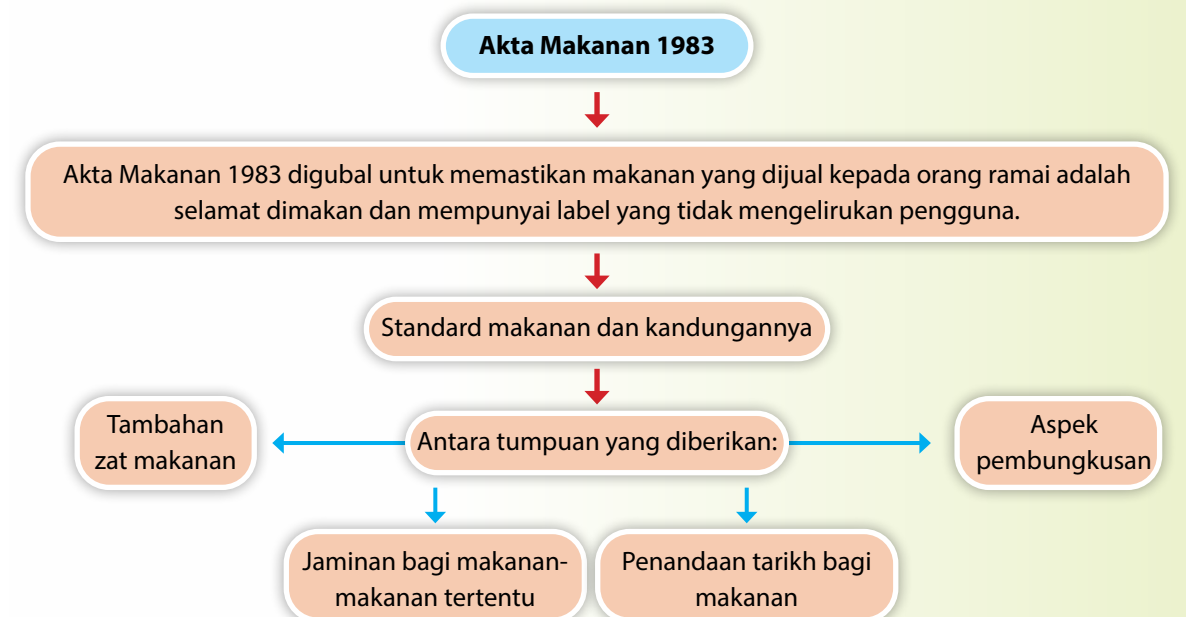 Akta Makanan 1983
Akta Makanan 1983 digubal untuk memastikan makanan yang dijual kepada orang ramai adalah
selamat dimakan dan mempunyai label yang tidak mengelirukan pengguna.
Standard makanan dan kandungannya
Antara tumpuan yang diberikan:
Tambahan
zat makanan
Aspek
pembungkusan
Jaminan bagi makanan-
makanan tertentu
Penandaan tarikh bagi
makanan